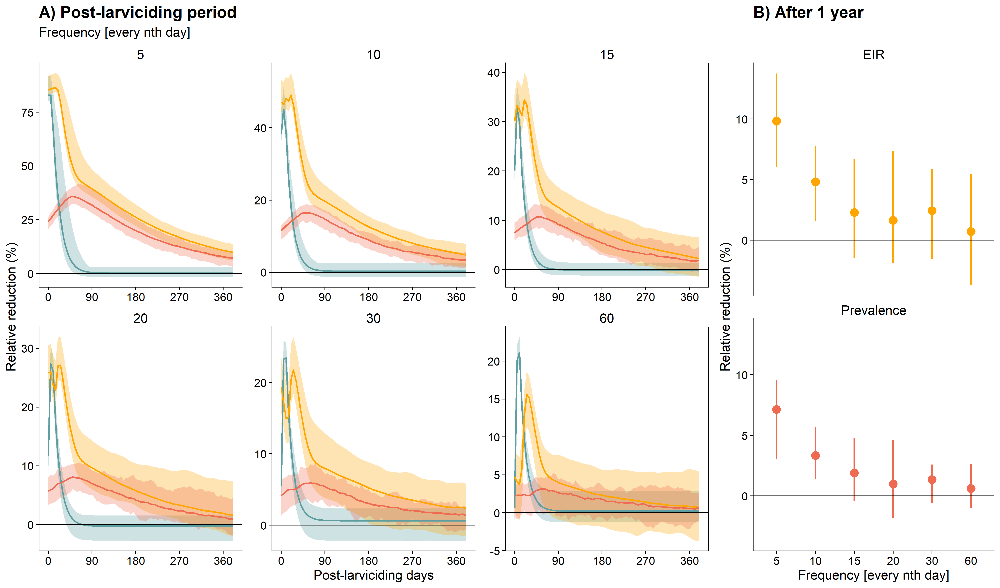 A) Post-larviciding period
Frequency [every nth day]
5
10
15
75
50
25
0
40
20
0
40
30
20
10
0
0 90 180 270 360
0 90 180 270 360
0 90 180 270 360
20
30
60
30
20
10
0
20
10
0
20
15
10
5
0
-5
0 90 180 270 360
0 90 180 270 360
0 90 180 270 360
Relative reduction (%)
Post-larviciding days
B) After 1 year
EIR
10
5
0
Prevalence
10
5
0
5 10 15 20 30 60
Relative reduction (%)
Frequency [every nth day]